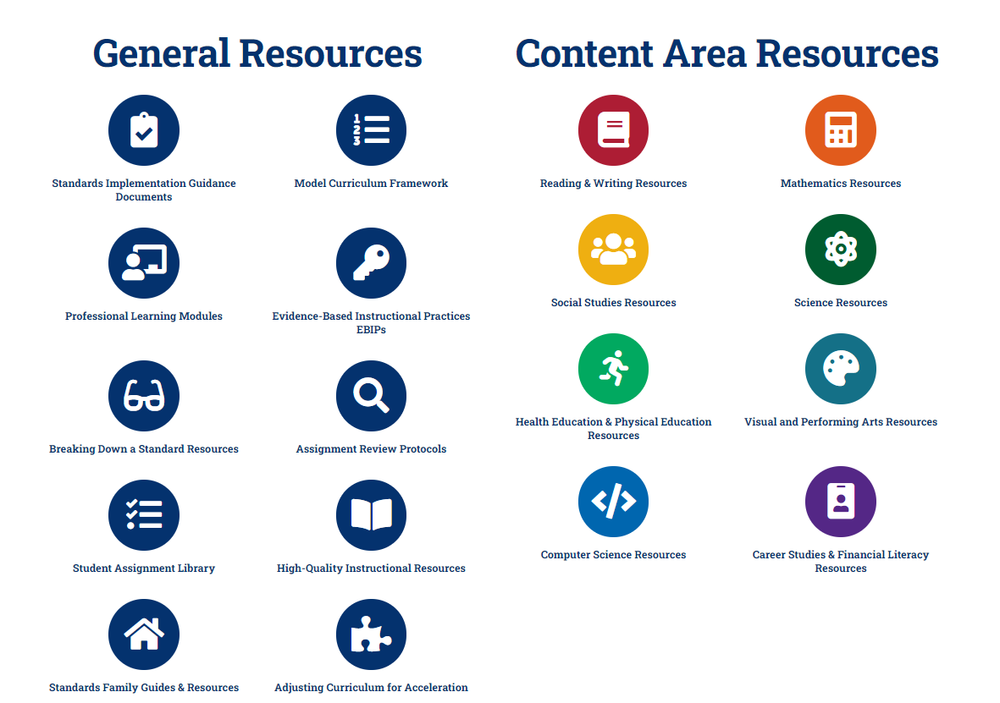 General Resources
Standards Implementation Guidance
Documents
1
2
3
Model Curriculum Framework
Professional Learning Modules
Evidence-Based Instructional Practices
EBIPs
Breaking Down a Standard Resources
Assignment Review Protocols
Student Assignment Library
High-Quality Instructional Resources
Standards Family Guides & Resources
Adjusting Curriculum for Acceleration
Content Area Resources
Reading & Writing Resources
Mathematics Resources
Social Studies Resources
Science Resources
Health Education & Physical Education
Resources
Visual and Performing Arts Resources
Computer Science Resources
Career Studies & Financial Literacy
Resources